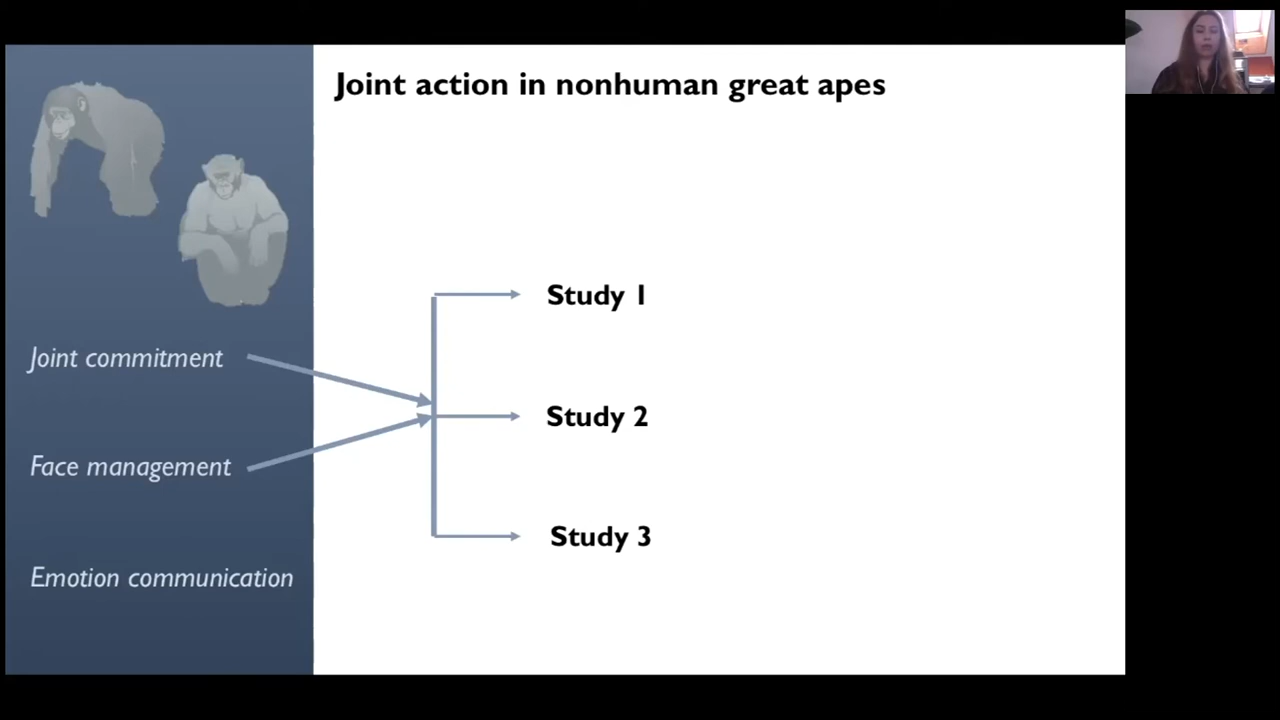 Joint action in nonhuman great apes
Study 1
Joint commitment
Study 2
Face management
Study 3
Emotion communication